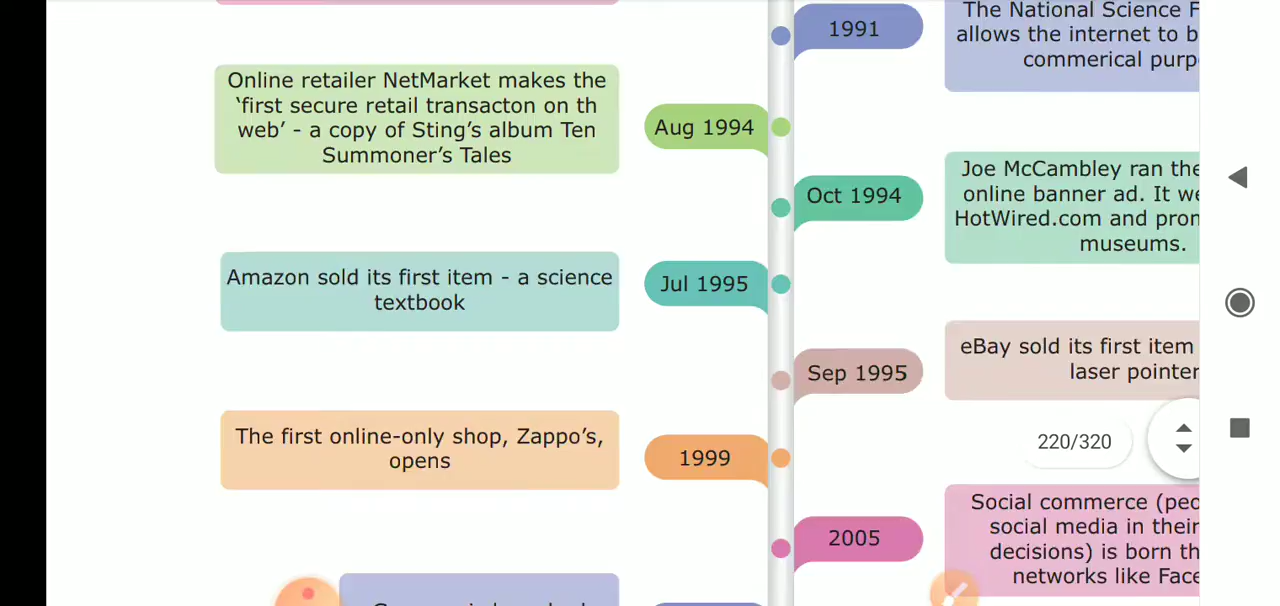 The National Science F
allows the internet to b
commerical purp
1991
Online retailer NetMarket makes the
‘first secure retail transacton on th
web’ - a copy of Sting’s album Ten
Summoner’s Tales
Aug 1994
Joe McCambley ran the
online banner ad. It we
HotWired.com and pron
museums.
Oct 1994
Amazon sold its first item - a science
textbook
Jul 1995
eBay sold its first item
laser pointer
Sep 1995
The first online-only shop, Zappo’s,
opens
1999
220/320
Social commerce (peo
social media in their
decisions) is born th
networks like Face
2005